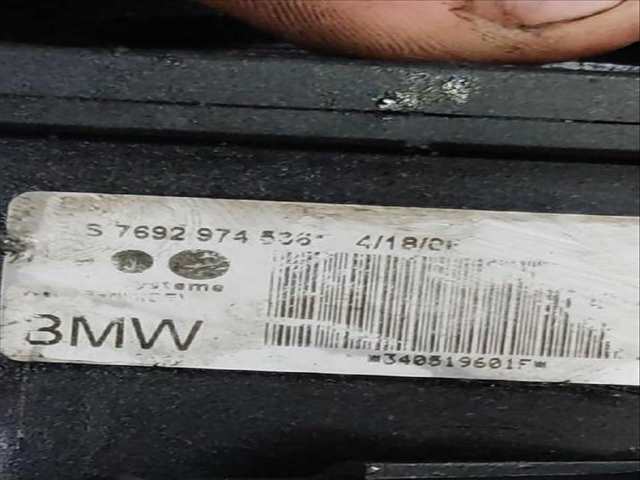 S 7692 974 536 4/18/0
ysteme
BMW
*340519601F*